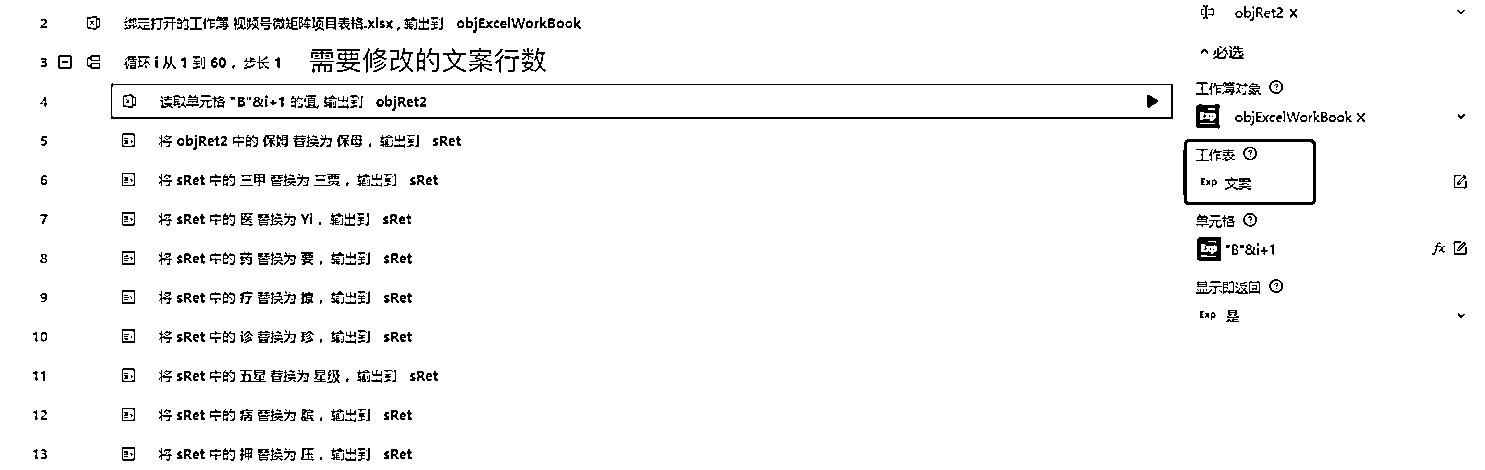 2 绑定打开的工作簿 视频号微矩阵项目表格.xlsx , 输出到 objExcelWorkBook
3 循环 i 从 1 到 60 , 步长 1 需要修改的文案行数
4 读取单元格 "B"&i+1 的值, 输出到 objRet2
5 将 objRet2 中的 保姆 替换为 保母 , 输出到 sRet
6 将 sRet 中的 三甲 替换为 三贾 , 输出到 sRet
7 将 sRet 中的 医 替换为 Yi , 输出到 sRet
8 将 sRet 中的 药 替换为 要 , 输出到 sRet
9 将 sRet 中的 疗 替换为 撩 , 输出到 sRet
10 将 sRet 中的 诊 替换为 珍 , 输出到 sRet
11 将 sRet 中的 五星 替换为 星级 , 输出到 sRet
12 将 sRet 中的 病 替换为 , 输出到 sRet
13 将 sRet 中的 押 替换为 压 , 输出到 sRet
objRet2 X
必选
工作簿对象
Exp objExcelWorkBook X
工作表
Exp 文案
单元格
Exp "B"&i+1 fx
显示即返回
Exp 是